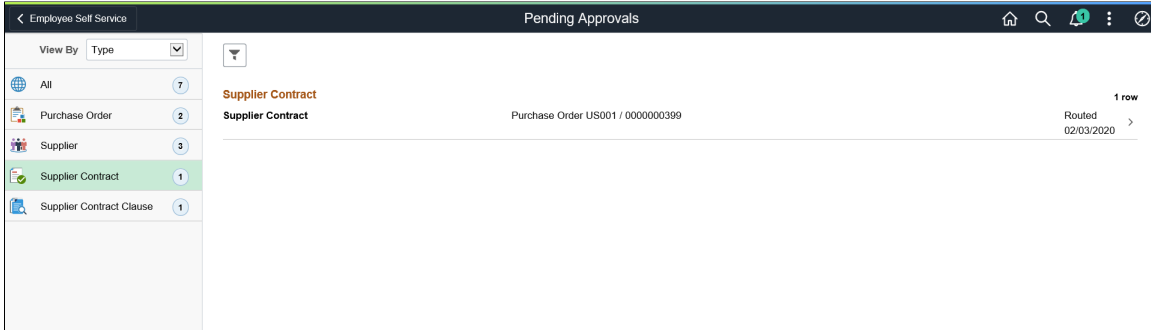 Employee Self Service
Pending Approvals
1
View By Type
All 7
Purchase Order 2
Supplier 3
Supplier Contract 1
Supplier Contract Clause 1
Supplier Contract
1 row
Supplier Contract Purchase Order US001 / 0000000399 Routed
02/03/2020